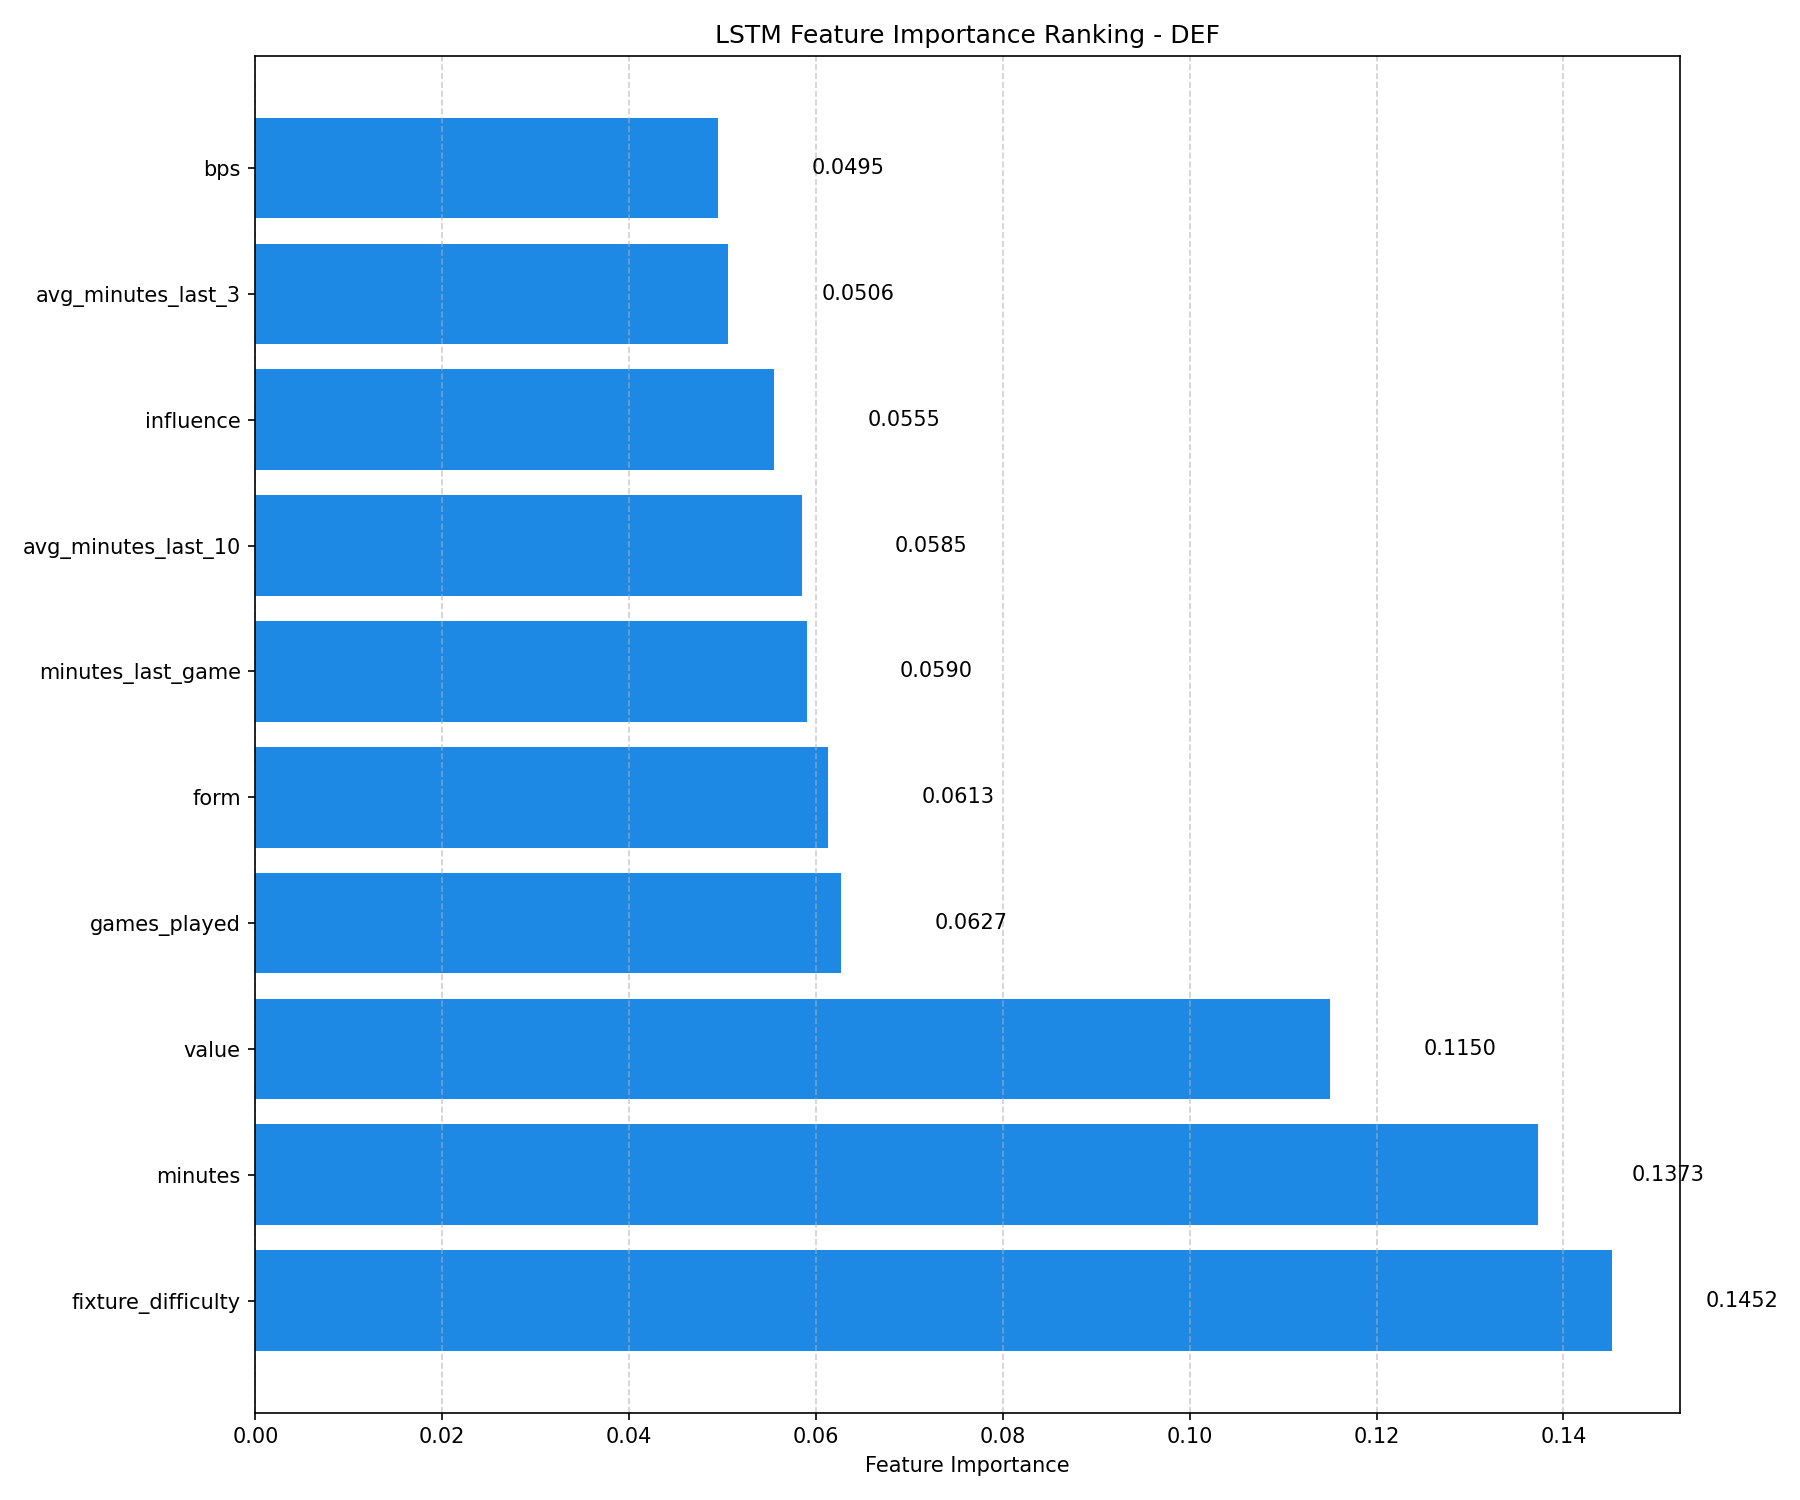 LSTM Feature Importance Ranking - DEF
bps 0.0495
avg_minutes_last_3 0.0506
influence 0.0555
avg_minutes_last_10 0.0585
minutes_last_game 0.0590
form 0.0613
games_played 0.0627
value 0.1150
minutes 0.1373
fixture_difficulty 0.1452
0.00 0.02 0.04 0.06 0.08 0.10 0.12 0.14
Feature Importance